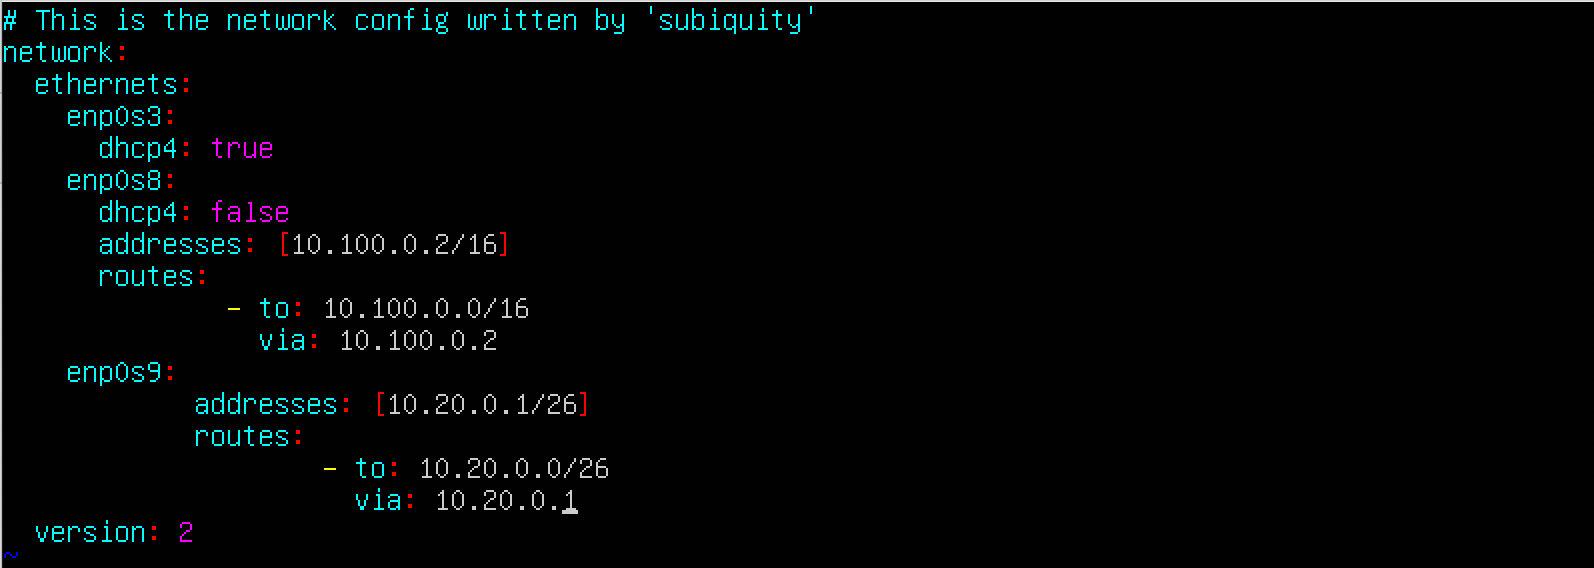 # This is the network config written by 'subiquity'
network:
  ethernets:
    enp0s3:
      dhcp4: true
    enp0s8:
      dhcp4: false
      addresses: [10.100.0.2/16]
      routes:
              - to: 10.100.0.0/16
                via: 10.100.0.2
    enp0s9:
            addresses: [10.20.0.1/26]
            routes:
                    - to: 10.20.0.0/26
                      via: 10.20.0.1
  version: 2
~